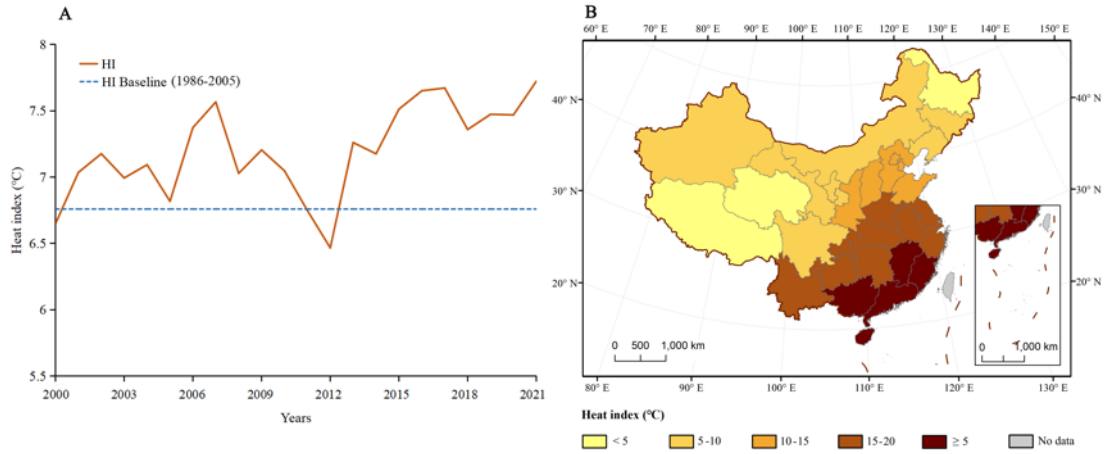 A
8
7.5
7
6.5
6
5.5
Heat index (°C)
HI
HI Baseline (1986-2005)
2000 2003 2006 2009 2012 2015 2018 2021
Years
B
60° E 70° E 80° E 90° E 100° E 110° E 120° E 130° E 140° E 150° E
40° N
30° N
20° N
40° N
30° N
20° N
0 500 1,000 km
0 1,000 km
80° E 90° E 100° E 110° E 120° E 130° E
Heat index (°C)
< 5 5-10 10-15 15-20 ≥ 5 No data